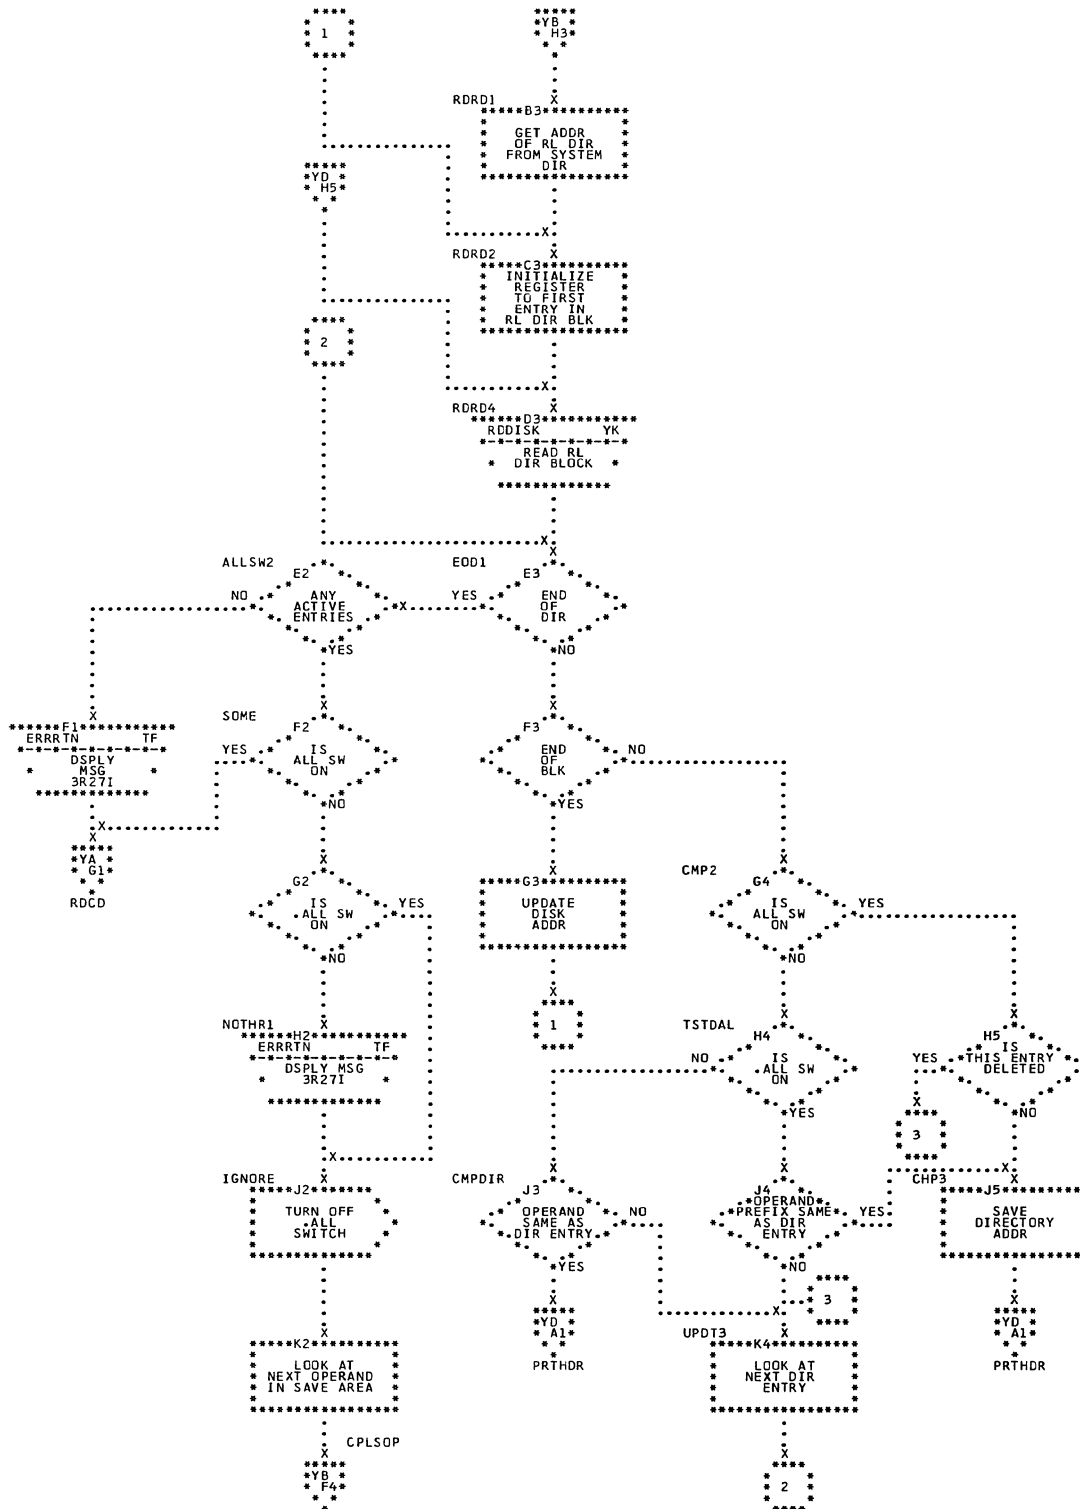 1
YB
H3
RDRD1
B3
GET ADDR
OF RL DIR
FROM SYSTEM
DIR
YD
H5
RDRD2
C3
INITIALIZE
REGISTER
TO FIRST
ENTRY IN
RL DIR BLK
2
RDRD4
D3
RDDISK YK
READ RL
DIR BLOCK
ALLSW2
E2
ANY
ACTIVE
ENTRIES
NO
YES
EOD1
E3
END
OF
DIR
YES
NO
F1
ERRRTN TF
DSPLY
MSG
3R27I
SOME
F2
IS
ALL SW
ON
YES
NO
F3
END
OF
BLK
NO
YES
YA
G1
RDCD
G2
IS
ALL SW
ON
YES
NO
G3
UPDATE
DISK
ADDR
CMP2
G4
IS
ALL SW
ON
YES
NO
1
NOTHR1
H2
ERRRTN TF
DSPLY MSG
3R27I
TSTDAL
H4
IS
ALL SW
ON
NO
YES
H5
IS
THIS ENTRY
DELETED
YES
NO
3
IGNORE
J2
TURN OFF
ALL
SWITCH
CMPDIR
J3
OPERAND
SAME AS
DIR ENTRY
NO
YES
J4
OPERAND
PREFIX SAME
AS DIR
ENTRY
YES
NO
CHP3
J5
SAVE
DIRECTORY
ADDR
3
YD
A1
PRTHDR
YD
A1
PRTHDR
K2
LOOK AT
NEXT OPERAND
IN SAVE AREA
UPDT3
K4
LOOK AT
NEXT DIR
ENTRY
CPLSOP
YB
F4
2